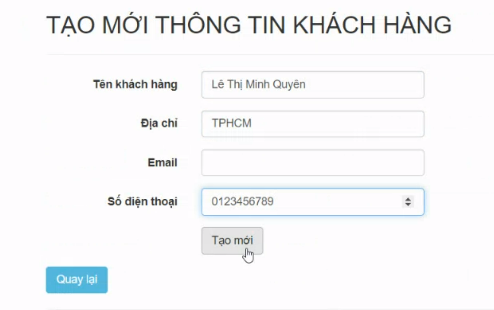 TẠO MỚI THÔNG TIN KHÁCH HÀNG
Tên khách hàng Lê Thị Minh Quyên
Địa chỉ TPHCM
Email
Số điện thoại 0123456789
Tạo mới
Quay lại